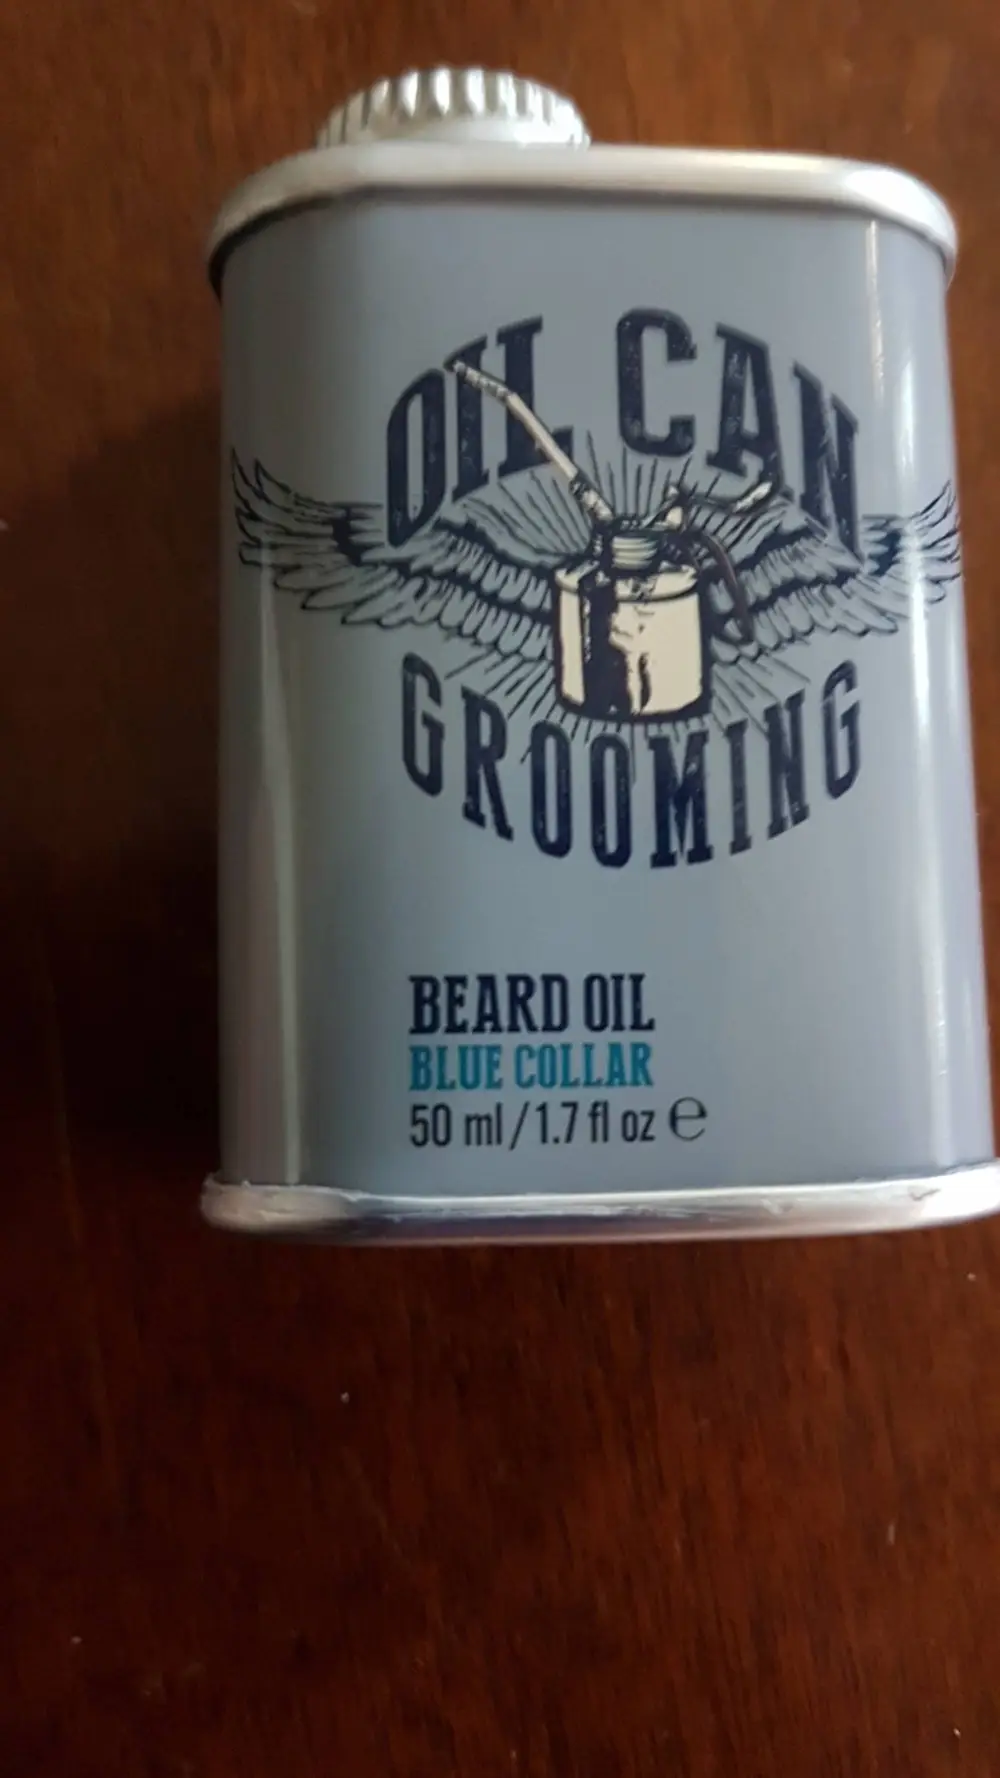 OIL CAN
GROOMING
BEARD OIL
BLUE COLLAR
50 ml/1.7 fl oz ℮